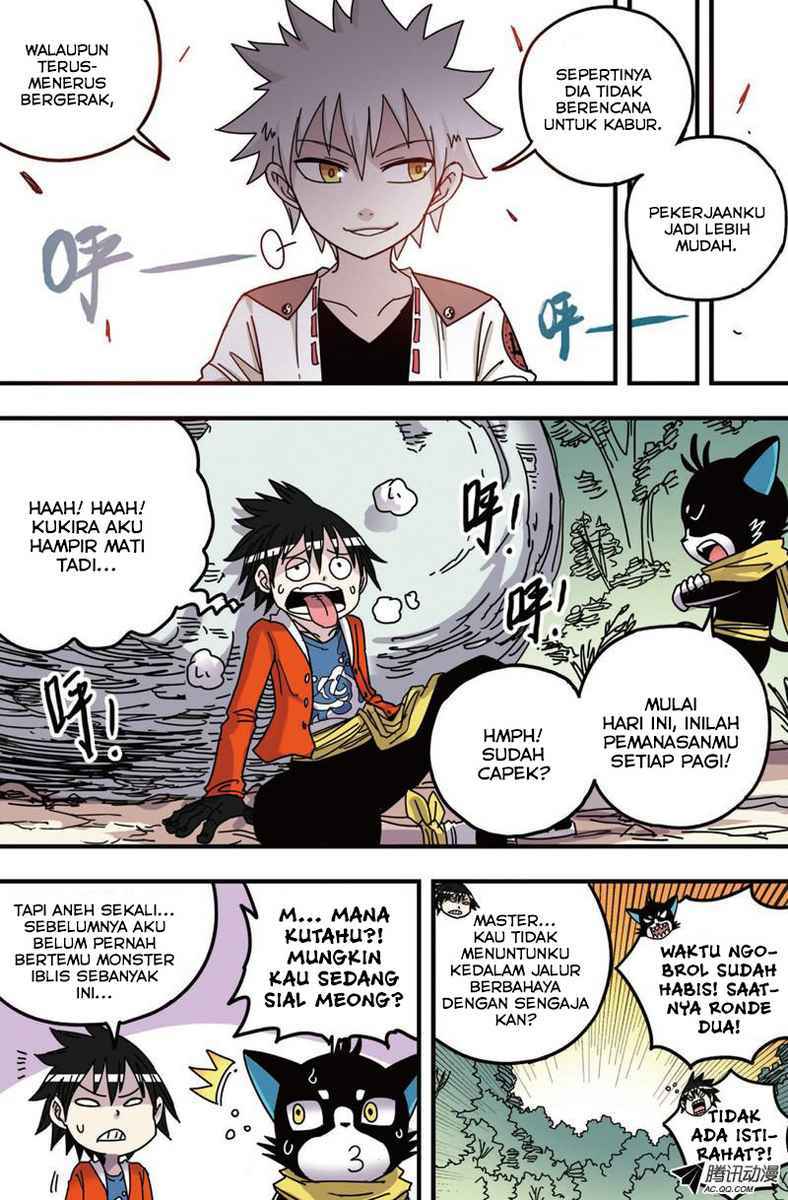 WALAUPUN
TERUS-
MENERUS
BERGERAK,
SEPERTINYA
DIA TIDAK
BERENCANA
UNTUK KABUR.
PEKERJAANKU
JADI LEBIH
MUDAH.
呼一
呼一
HAAH! HAAH!
KUKIRA AKU
HAMPIR MATI
TADI...
呼!
呼!
呼!
HMPH!
SUDAH
CAPEK?
MULAI
HARI INI, INILAH
PEMANASANMU
SETIAP PAGI!
TAPI ANEH SEKALI...
SEBELUMNYA AKU
BELUM PERNAH
BERTEMU MONSTER
IBLIS SEBANYAK
INI...
M... MANA
KUTAHU?!
MUNGKIN
KAU SEDANG
SIAL MEONG?
MASTER...
KAU TIDAK
MENUNTUNKU
KEDALAM JALUR
BERBAHAYA
DENGAN SENGAJA
KAN?
WAKTU NGO-
BROL SUDAH
HABIS! SAAT-
NYA RONDE
DUA!
TIDAK
ADA ISTI-
RAHAT?!
腾讯动漫
AC.QQ.COM